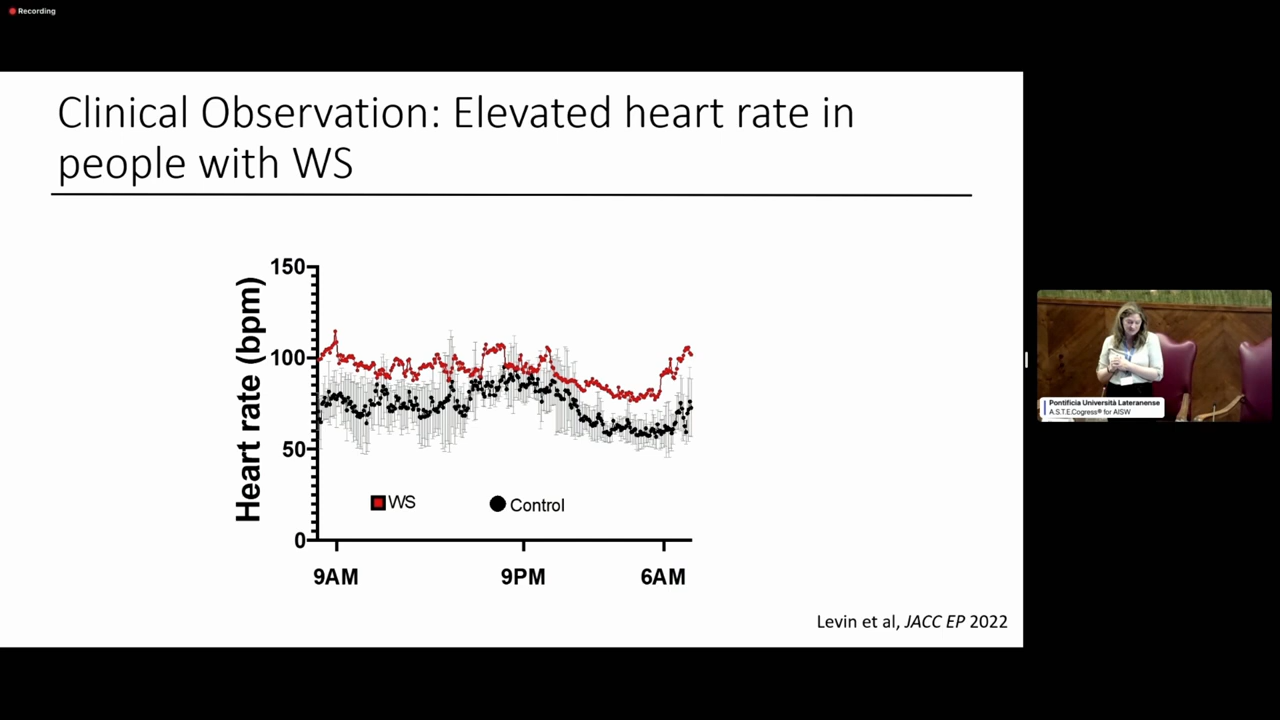 Recording
Clinical Observation: Elevated heart rate in
people with WS
Heart rate (bpm)
150
100
50
0
WS
Control
9AM
9PM
6AM
Levin et al, JACC EP 2022
Pontificia Università Lateranense
A.S.T.E.Cogress® for AISW